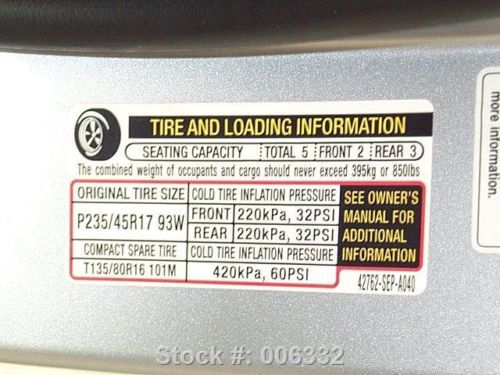 TIRE AND LOADING INFORMATION
SEATING CAPACITY TOTAL 5 FRONT 2 REAR 3
The combined weight of occupants and cargo should never exceed 395kg or 850lbs
ORIGINAL TIRE SIZE COLD TIRE INFLATION PRESSURE
P235/45R17 93W FRONT 220kPa, 32PSI
REAR 220kPa, 32PSI
COMPACT SPARE TIRE COLD TIRE INFLATION PRESSURE
T135/80R16 101M 420kPa, 60PSI
SEE OWNER'S
MANUAL FOR
ADDITIONAL
INFORMATION
42762-SEP-A040
more information.
Stock #: 006332